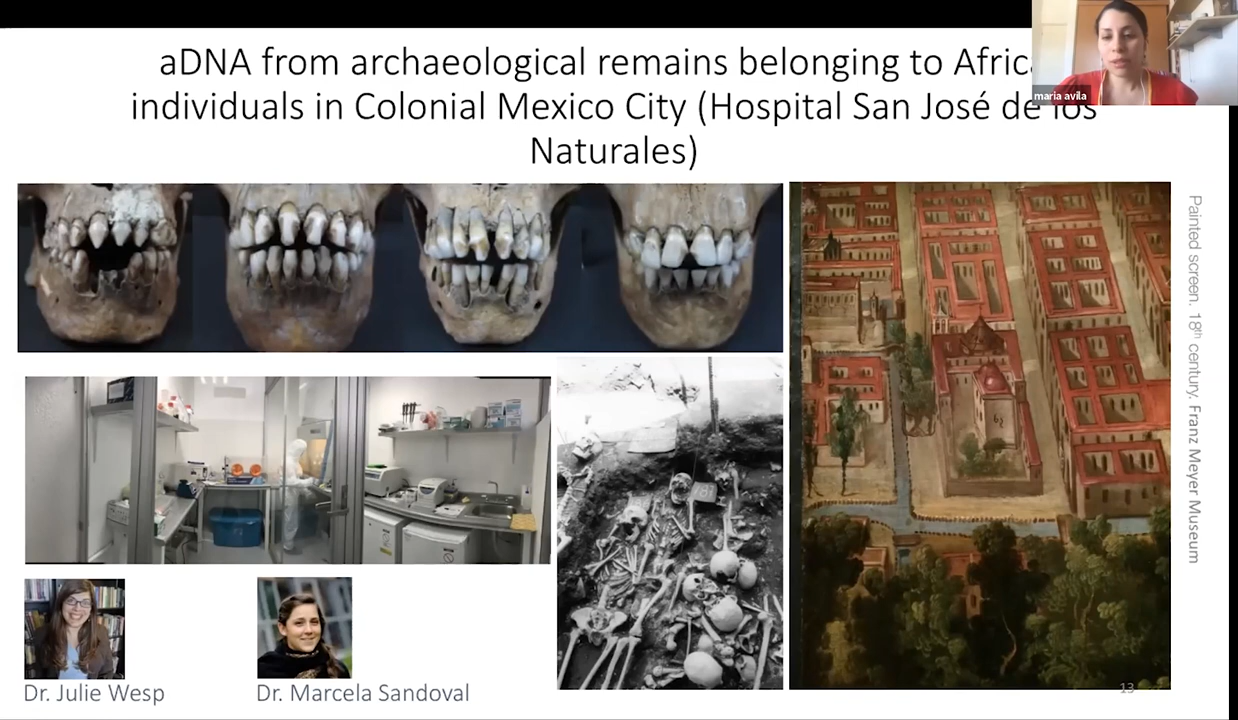 aDNA from archaeological remains belonging to Afric
individuals in Colonial Mexico City (Hospital San José de los
Naturales)
maria avila
Painted screen. 18th century. Franz Meyer Museum
Dr. Julie Wesp
Dr. Marcela Sandoval
13